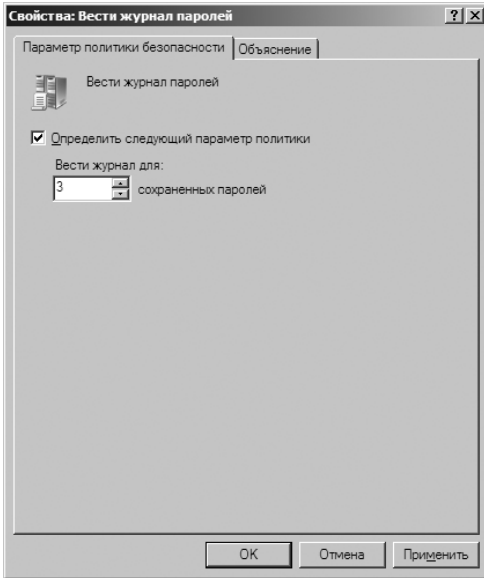 Свойства: Вести журнал паролей
Параметр политики безопасности Объяснение
Вести журнал паролей
Определить следующий параметр политики
Вести журнал для:
3 сохраненных паролей
OK Отмена Применить